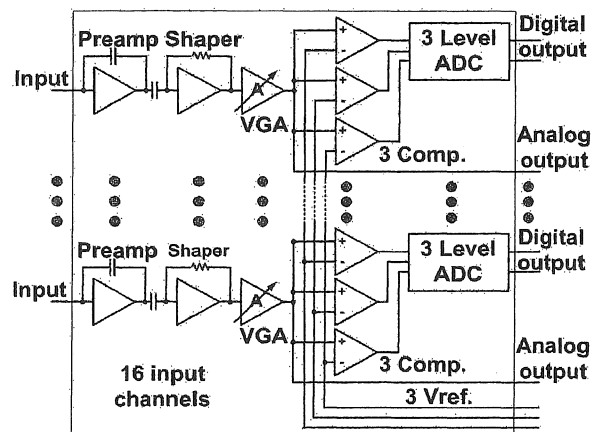 Preamp Shaper
Input
A
VGA
+
-
+
-
+
-
3 Level
ADC
3 Comp.
Digital
output
Analog
output
Preamp
Shaper
Input
A
VGA
+
-
+
-
+
-
3 Level
ADC
3 Comp.
Digital
output
Analog
output
16 input
channels
3 Vref.